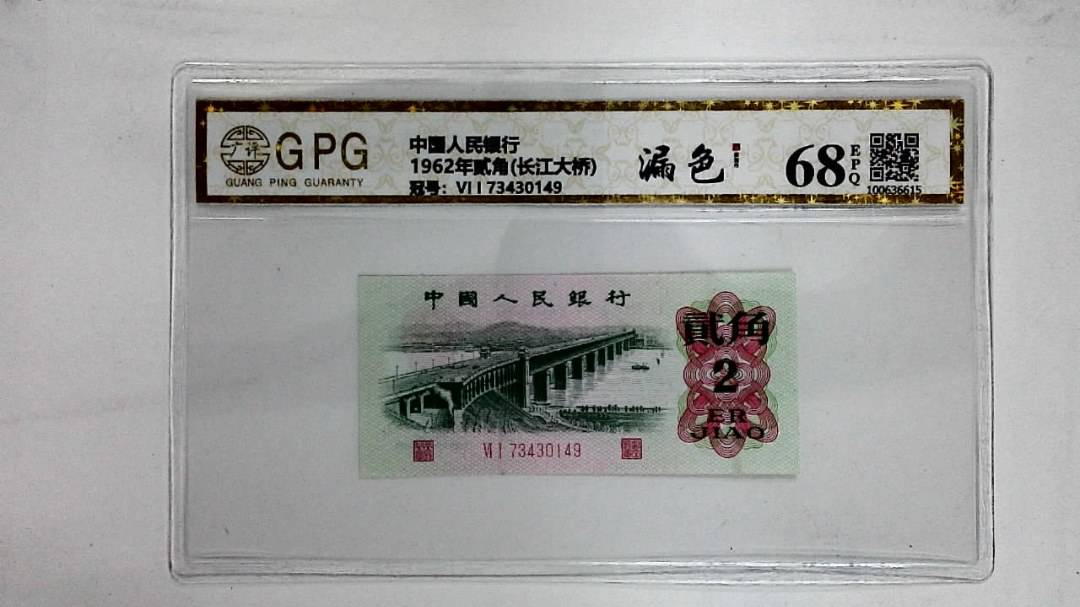 广评
GPG
GUANG PING GUARANTY
中国人民银行
1962年贰角(长江大桥)
冠号: VI I 73430149
漏色
68
EPQ
100636615
中國人民銀行
貳角
2
ER
JIAO
VI I 73430149